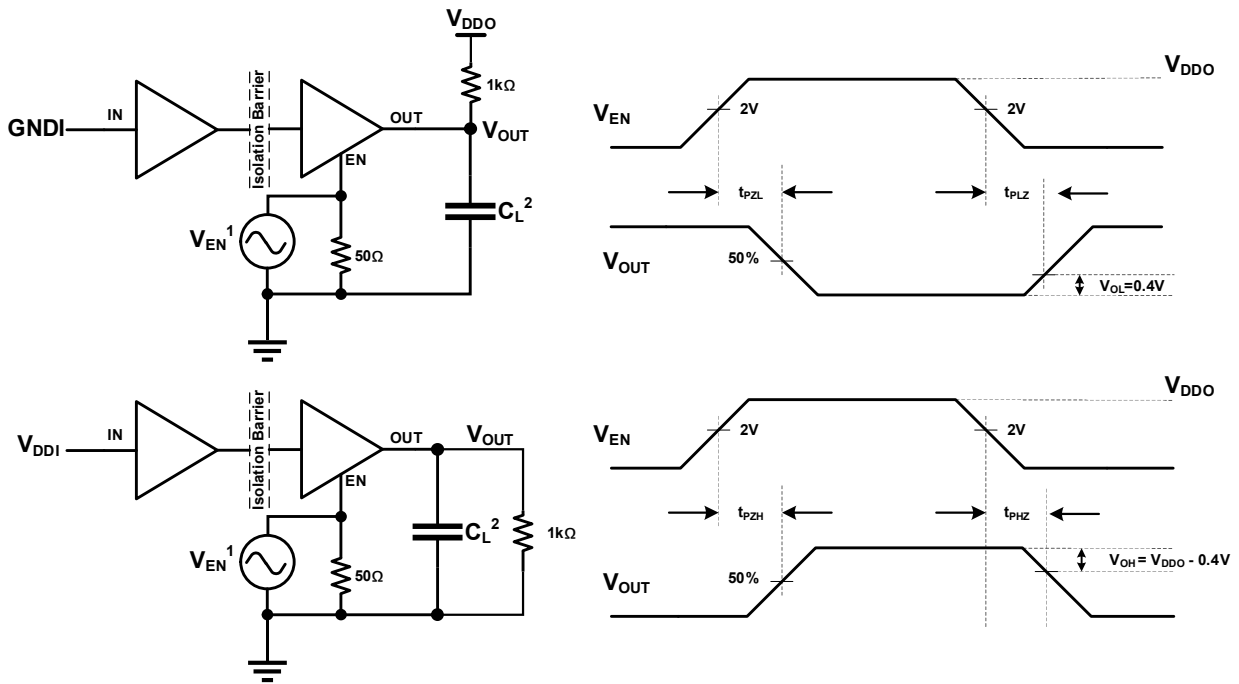 VDDO
1kΩ
IN
GNDI
Isolation Barrier
OUT
VOUT
EN
CL²
VEN¹
50Ω
VDDO
VEN
2V
2V
tPZL
tPLZ
VOUT
50%
VOL=0.4V
IN
VDDI
Isolation Barrier
OUT
VOUT
EN
CL²
1kΩ
VEN¹
50Ω
VDDO
VEN
2V
2V
tPZH
tPHZ
VOUT
50%
VOH = VDDO - 0.4V